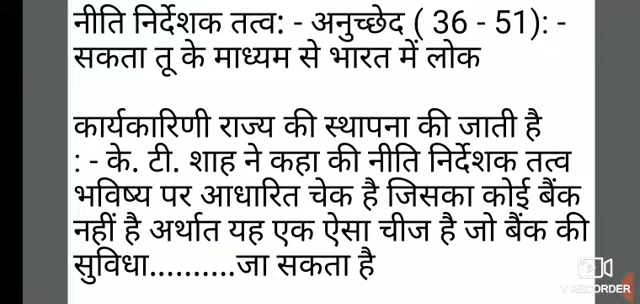 नीति निर्देशक तत्व: - अनुच्छेद ( 36 - 51): -
सकता तू के माध्यम से भारत में लोक
कार्यकारिणी राज्य की स्थापना की जाती है
: - के. टी. शाह ने कहा की नीति निर्देशक तत्व
भविष्य पर आधारित चेक है जिसका कोई बैंक
नहीं है अर्थात यह एक ऐसा चीज है जो बैंक की
सुविधा..........जा सकता है
V RECORDER